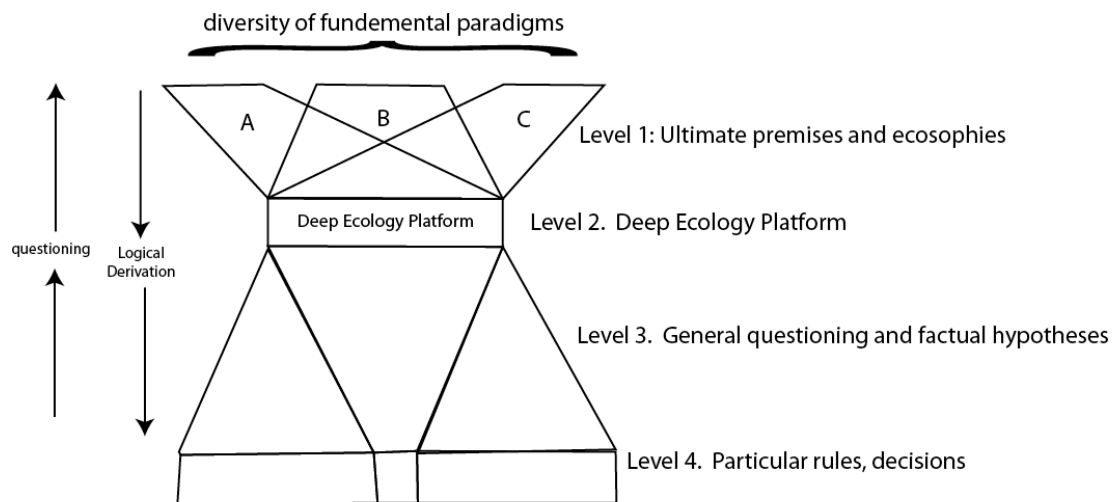 diversity of fundemental paradigms
A
B
C
Level 1: Ultimate premises and ecosophies
Deep Ecology Platform
Level 2.  Deep Ecology Platform
questioning
Logical
Derivation
Level 3.  General questioning and factual hypotheses
Level 4.  Particular rules, decisions